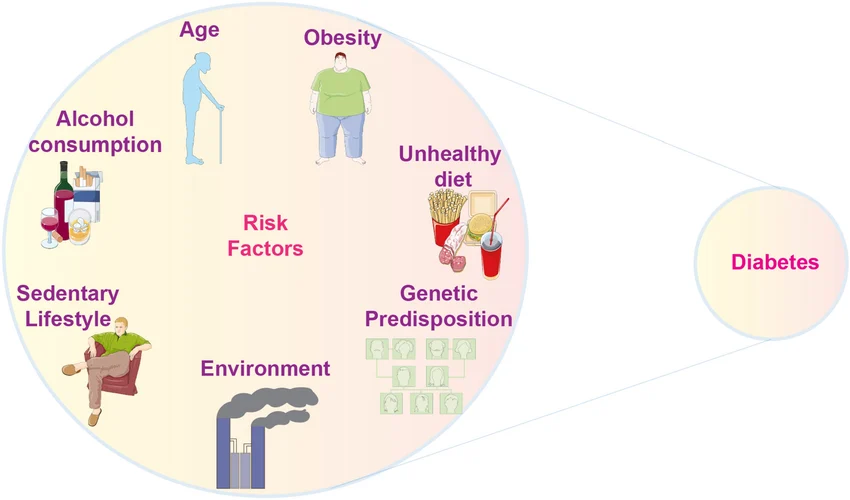 Age
Obesity
Alcohol
consumption
Unhealthy
diet
Risk
Factors
Diabetes
Sedentary
Lifestyle
Genetic
Predisposition
Environment